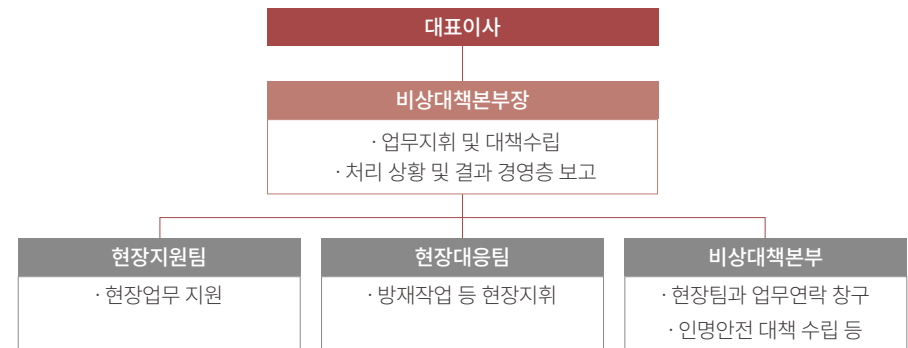 대표이사
비상대책본부장
· 업무지휘 및 대책수립
· 처리 상황 및 결과 경영층 보고
현장지원팀
· 현장업무 지원
현장대응팀
· 방재작업 등 현장지휘
비상대책본부
· 현장팀과 업무연락 창구
· 인명안전 대책 수립 등